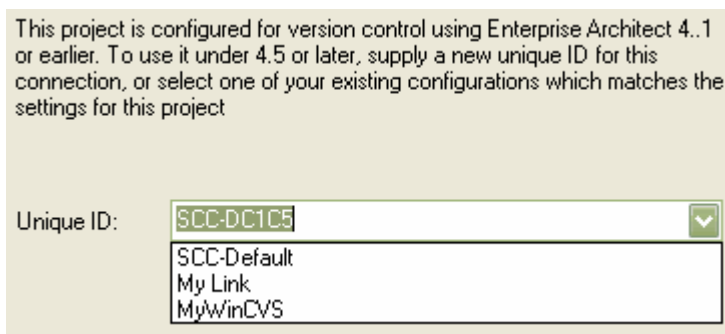 This project is configured for version control using Enterprise Architect 4..1
or earlier. To use it under 4.5 or later, supply a new unique ID for this
connection, or select one of your existing configurations which matches the
settings for this project
Unique ID: SCC-DC1C5
SCC-Default
My Link
MyWinCVS